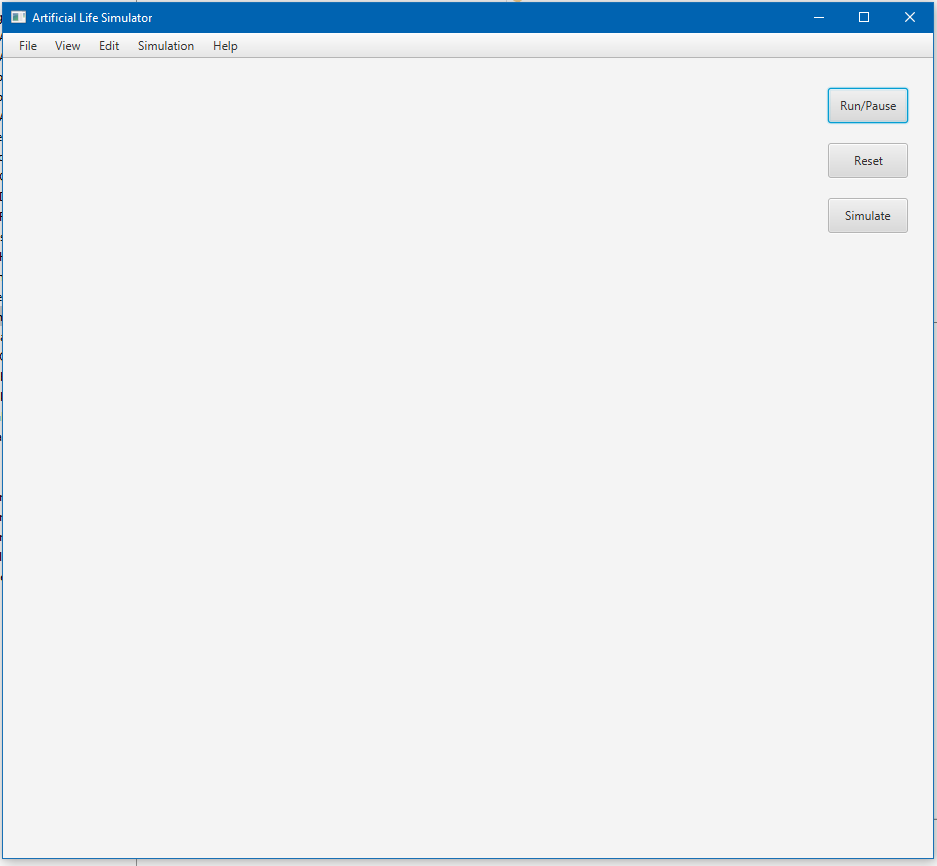 Artificial Life Simulator
File View Edit Simulation Help
Run/Pause
Reset
Simulate